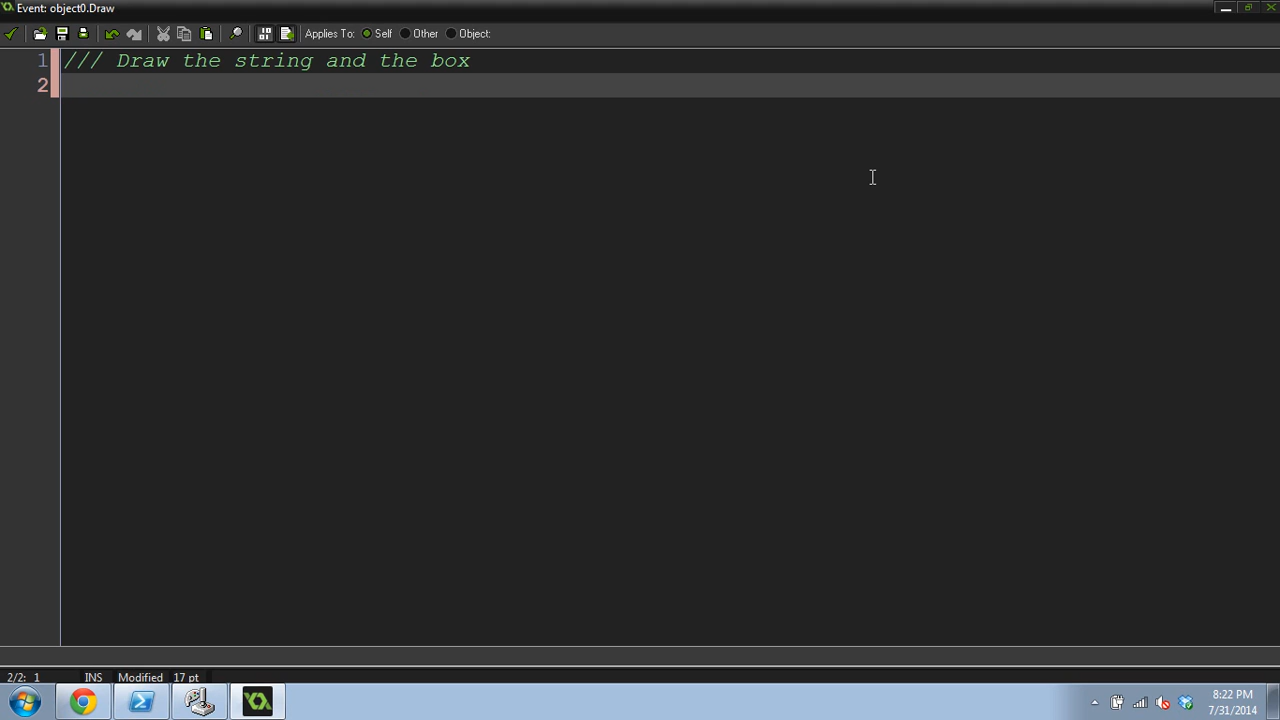 Event: object0.Draw
Applies To: Self Other Object:
1 /// Draw the string and the box
2
2/2: 1 INS Modified 17 pt
8:22 PM
7/31/2014